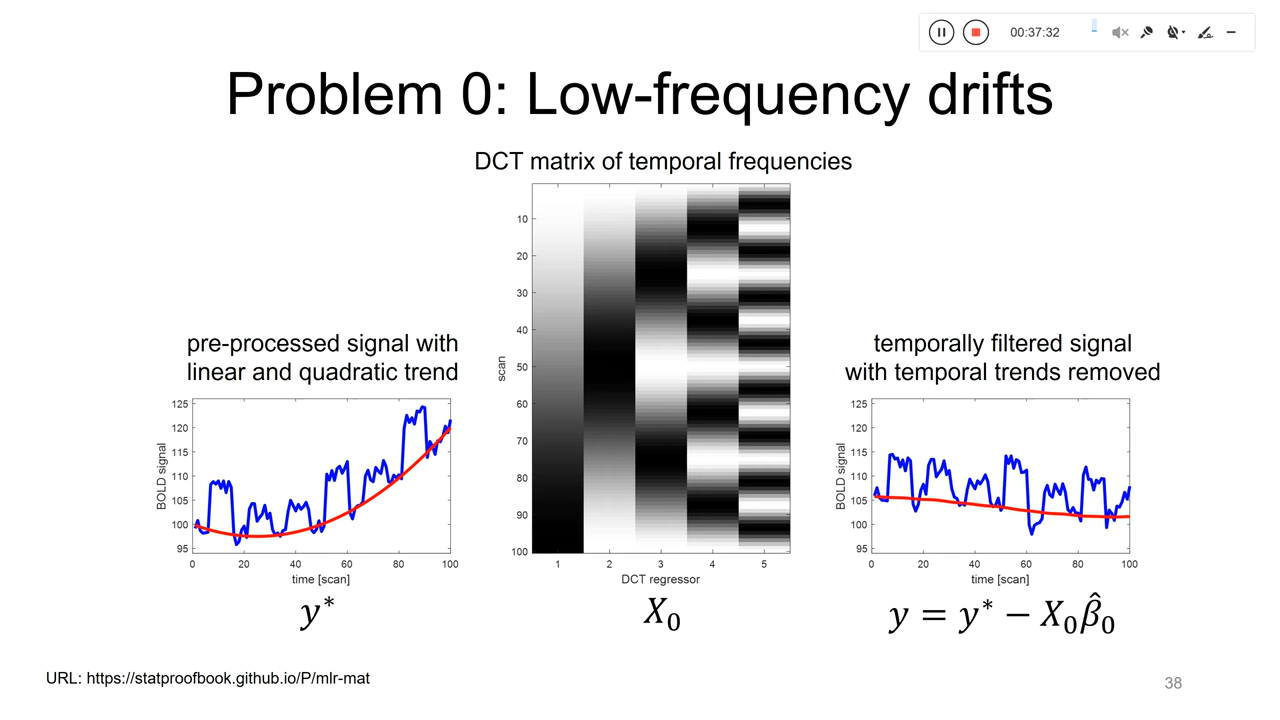 00:37:32
Problem 0: Low-frequency drifts
DCT matrix of temporal frequencies
pre-processed signal with
linear and quadratic trend
125
120
115
110
105
100
95
BOLD signal
0 20 40 60 80 100
time [scan]
y*
10
20
30
40
50
60
70
80
90
100
scan
1 2 3 4 5
DCT regressor
X₀
temporally filtered signal
with temporal trends removed
125
120
115
110
105
100
95
BOLD signal
0 20 40 60 80 100
time [scan]
y = y* − X₀β̂₀
URL: https://statproofbook.github.io/P/mlr-mat
38